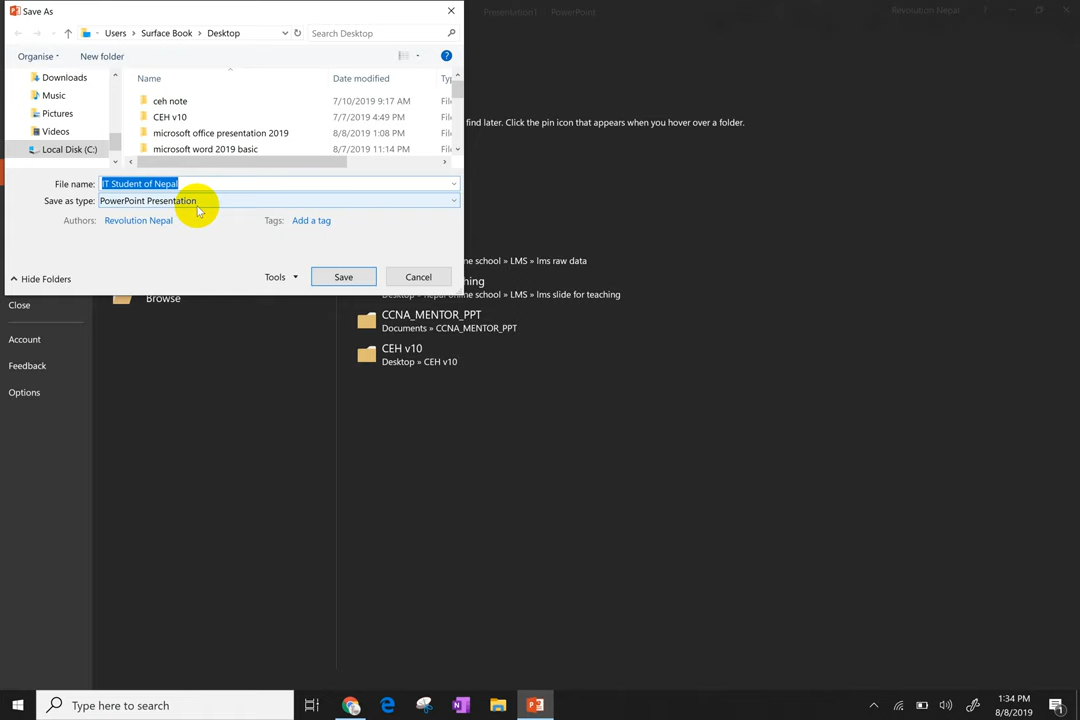 Save As
Presentation1 - PowerPoint
Revolution Nepal
Users > Surface Book > Desktop
Search Desktop
Organise
New folder
Downloads
Music
Pictures
Videos
Local Disk (C:)
Name
Date modified
Ty
ceh note
7/10/2019 9:17 AM
File
CEH v10
7/7/2019 4:49 PM
File
microsoft office presentation 2019
8/8/2019 1:08 PM
File
microsoft word 2019 basic
8/7/2019 11:14 PM
File
find later. Click the pin icon that appears when you hover over a folder.
File name:
IT Student of Nepal
Save as type:
PowerPoint Presentation
Authors:
Revolution Nepal
Tags:
Add a tag
Hide Folders
Tools
Save
Cancel
ne school » LMS » lms raw data
hing
Desktop » nepal online school » LMS » lms slide for teaching
Browse
CCNA_MENTOR_PPT
Documents » CCNA_MENTOR_PPT
CEH v10
Desktop » CEH v10
Close
Account
Feedback
Options
Type here to search
1:34 PM
8/8/2019
1